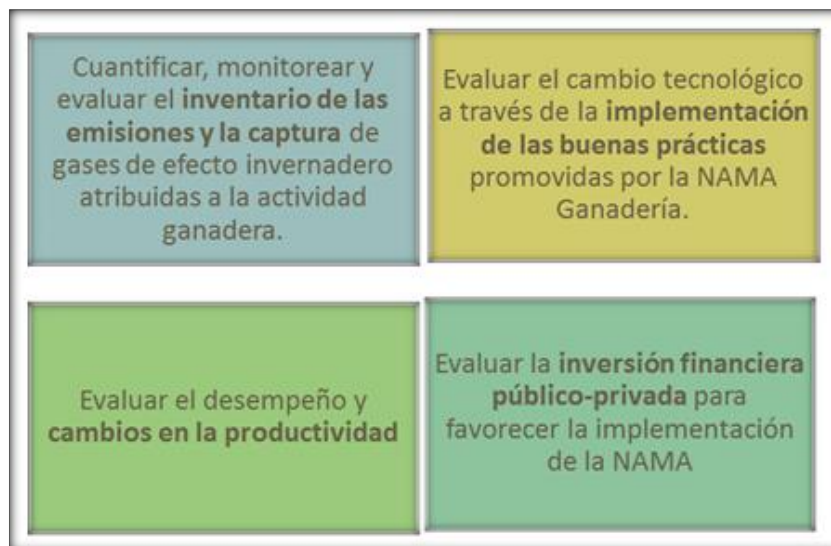 Cuantificar, monitorear y
evaluar el inventario de las
emisiones y la captura de
gases de efecto invernadero
atribuidas a la actividad
ganadera.
Evaluar el cambio tecnológico
a través de la implementación
de las buenas prácticas
promovidas por la NAMA
Ganadería.
Evaluar el desempeño y
cambios en la productividad
Evaluar la inversión financiera
público-privada para
favorecer la implementación
de la NAMA